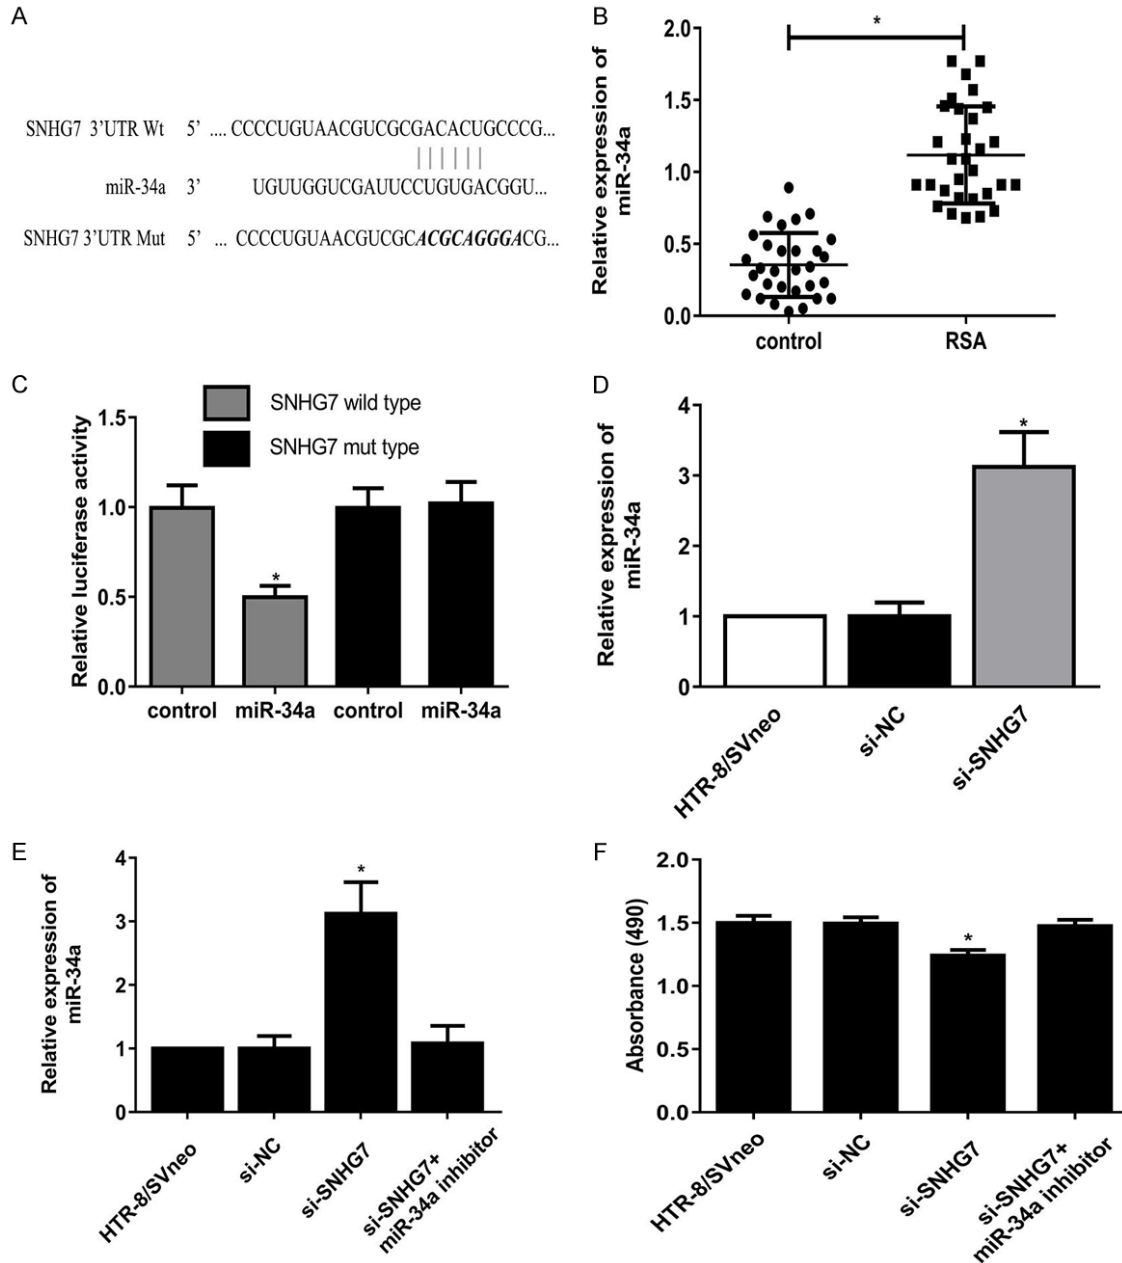 A
SNHG7 3'UTR Wt 5' .... CCCCUGUAACGUCGCGACACUGCCCG...
miR-34a 3' UGUUGGUCGAUUCCUGUGACGGU...
SNHG7 3'UTR Mut 5' ... CCCCUGUAACGUCGCACGCAGGGACG...
B
Relative expression of
miR-34a
2.0
1.5
1.0
0.5
0.0
*
control RSA
C
Relative luciferase activity
SNHG7 wild type
SNHG7 mut type
1.5
1.0
0.5
0.0
*
control miR-34a control miR-34a
D
Relative expression of
miR-34a
4
3
2
1
0
*
HTR-8/SVneo
si-NC
si-SNHG7
E
Relative expression of
miR-34a
4
3
2
1
0
*
HTR-8/SVneo
si-NC
si-SNHG7
si-SNHG7+
miR-34a inhibitor
F
Absorbance (490)
2.0
1.5
1.0
0.5
0.0
*
HTR-8/SVneo
si-NC
si-SNHG7
si-SNHG7+
miR-34a inhibitor